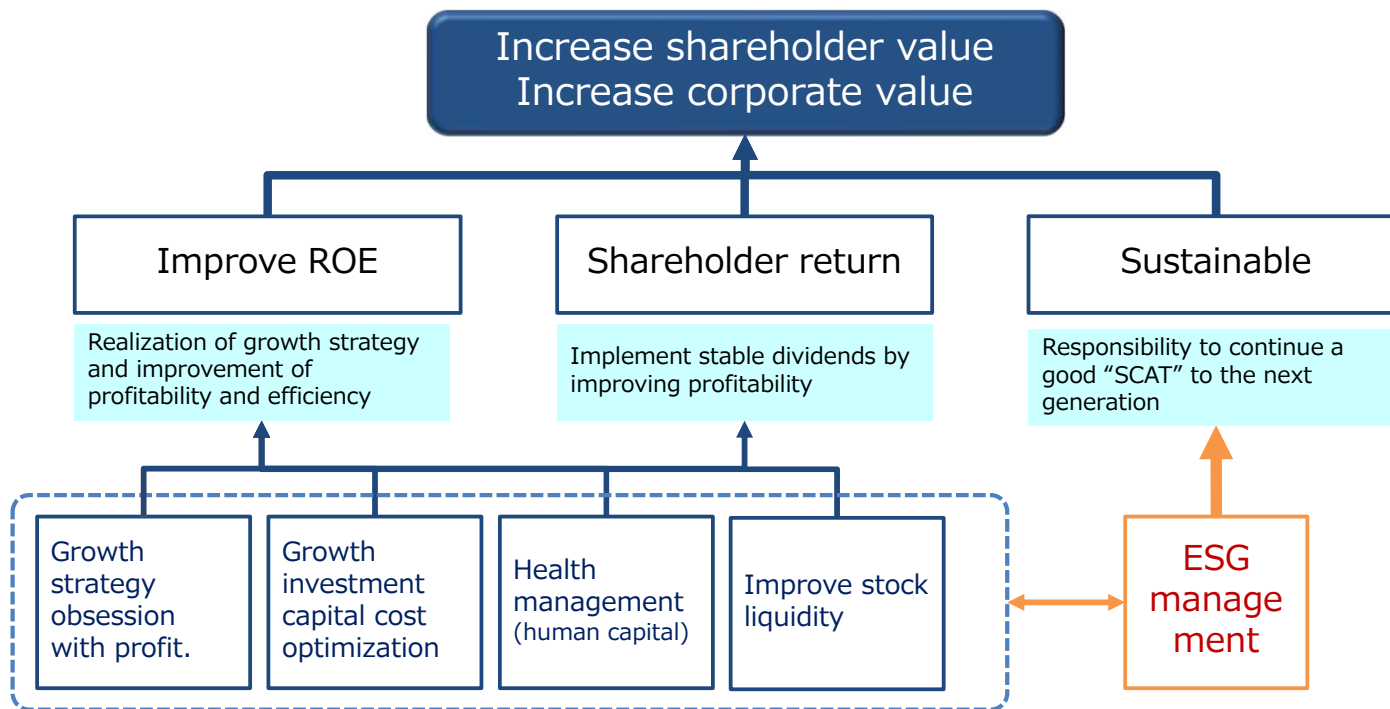 Increase shareholder value
Increase corporate value
Improve ROE
Shareholder return
Sustainable
Realization of growth strategy
and improvement of
profitability and efficiency
Implement stable dividends by
improving profitability
Responsibility to continue a
good “SCAT” to the next
generation
Growth
strategy
obsession
with profit.
Growth
investment
capital cost
optimization
Health
management
(human capital)
Improve stock
liquidity
ESG
manage
ment